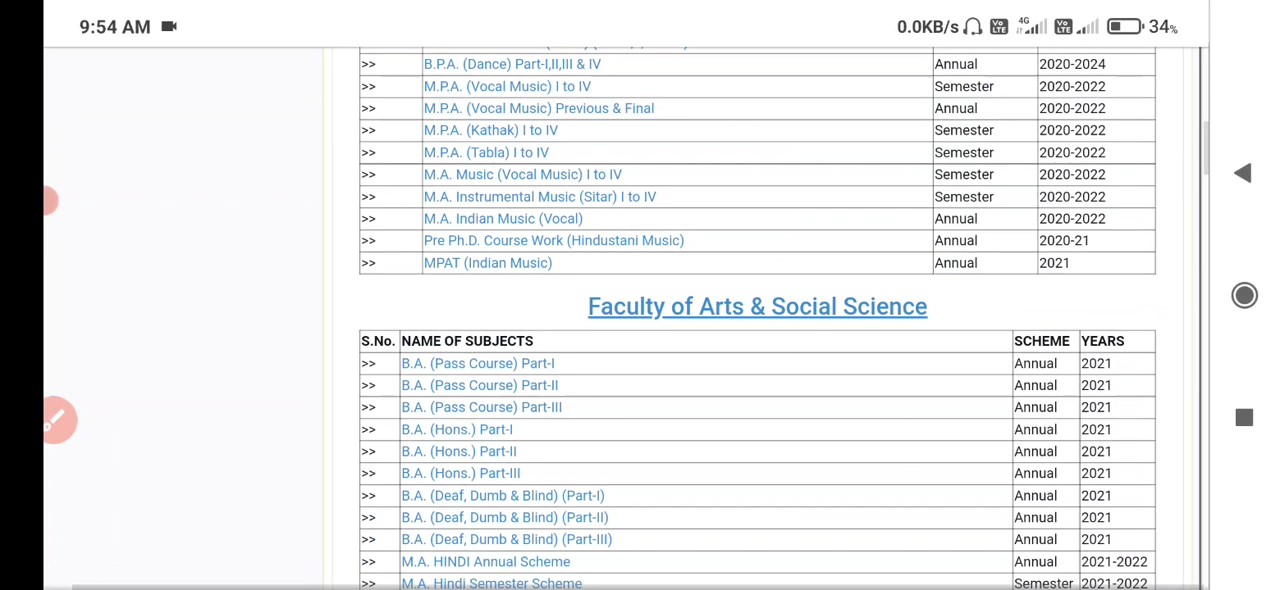 9:54 AM 0.0KB/s Vo LTE 4G Vo LTE 34%
>> B.P.A. (Dance) Part-I,II,III & IV Annual 2020-2024
>> M.P.A. (Vocal Music) I to IV Semester 2020-2022
>> M.P.A. (Vocal Music) Previous & Final Annual 2020-2022
>> M.P.A. (Kathak) I to IV Semester 2020-2022
>> M.P.A. (Tabla) I to IV Semester 2020-2022
>> M.A. Music (Vocal Music) I to IV Semester 2020-2022
>> M.A. Instrumental Music (Sitar) I to IV Semester 2020-2022
>> M.A. Indian Music (Vocal) Annual 2020-2022
>> Pre Ph.D. Course Work (Hindustani Music) Annual 2020-21
>> MPAT (Indian Music) Annual 2021
Faculty of Arts & Social Science
S.No. NAME OF SUBJECTS SCHEME YEARS
>> B.A. (Pass Course) Part-I Annual 2021
>> B.A. (Pass Course) Part-II Annual 2021
>> B.A. (Pass Course) Part-III Annual 2021
>> B.A. (Hons.) Part-I Annual 2021
>> B.A. (Hons.) Part-II Annual 2021
>> B.A. (Hons.) Part-III Annual 2021
>> B.A. (Deaf, Dumb & Blind) (Part-I) Annual 2021
>> B.A. (Deaf, Dumb & Blind) (Part-II) Annual 2021
>> B.A. (Deaf, Dumb & Blind) (Part-III) Annual 2021
>> M.A. HINDI Annual Scheme Annual 2021-2022
>> M.A. Hindi Semester Scheme Semester 2021-2022